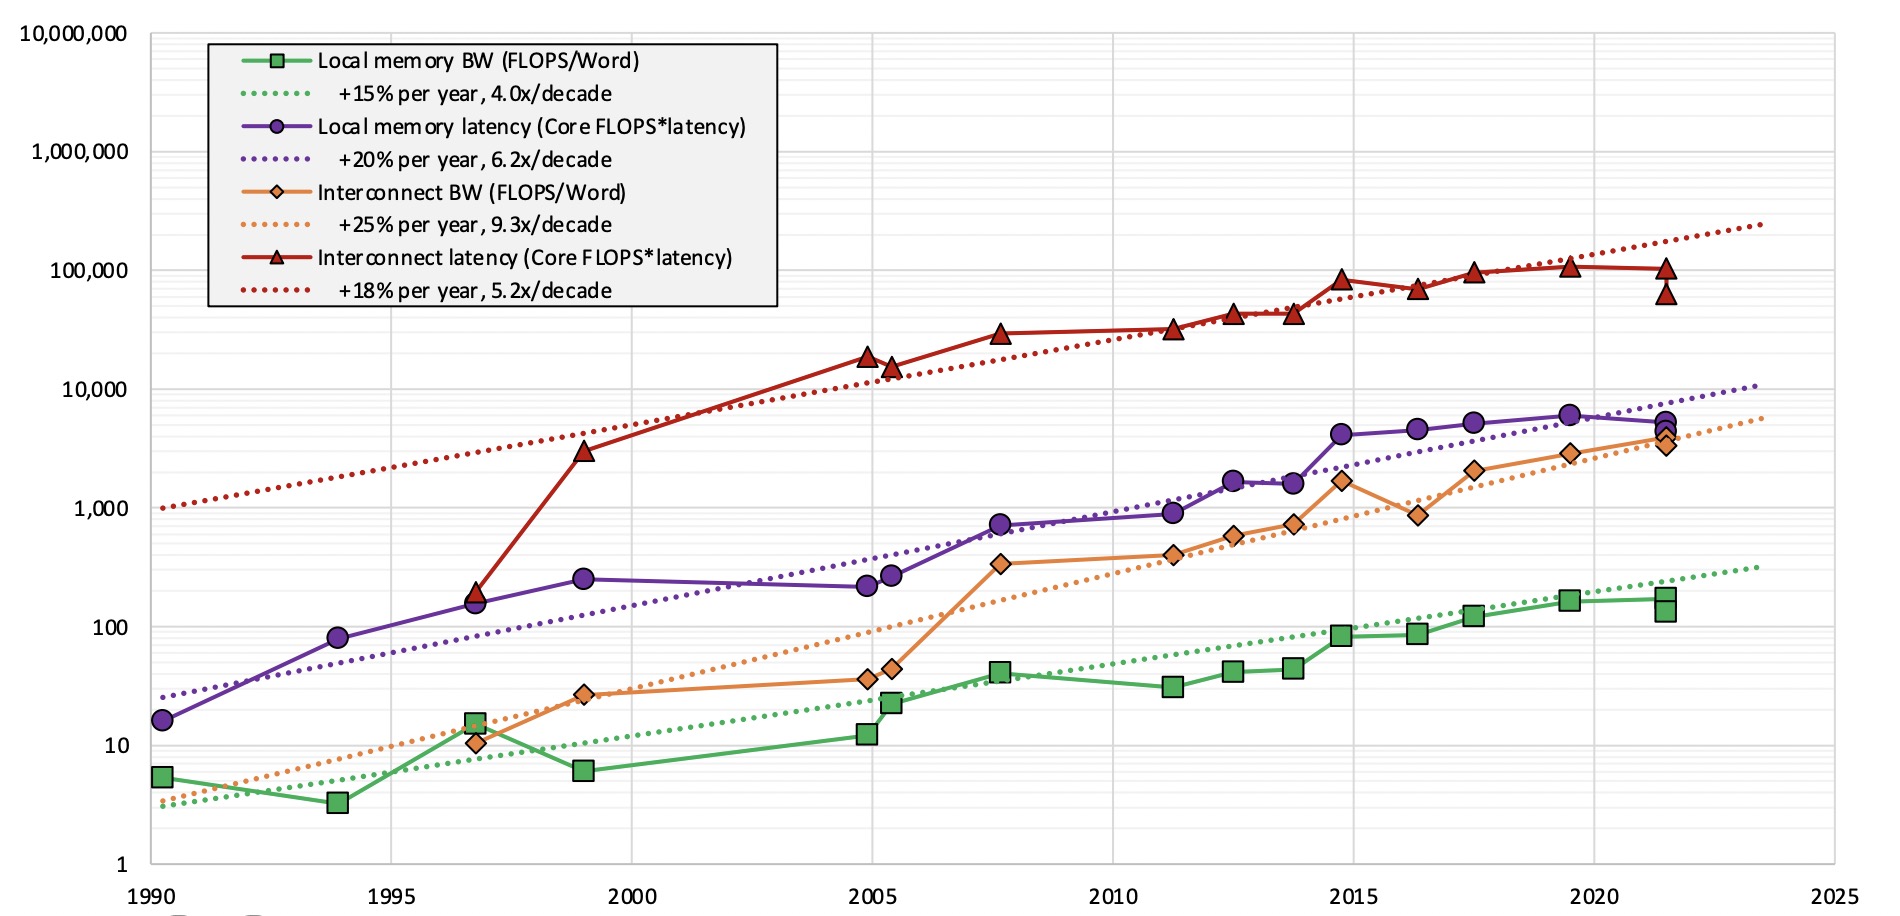 10,000,000
1,000,000
100,000
10,000
1,000
100
10
1
Local memory BW (FLOPS/Word)
+15% per year, 4.0x/decade
Local memory latency (Core FLOPS*latency)
+20% per year, 6.2x/decade
Interconnect BW (FLOPS/Word)
+25% per year, 9.3x/decade
Interconnect latency (Core FLOPS*latency)
+18% per year, 5.2x/decade
1990 1995 2000 2005 2010 2015 2020 2025